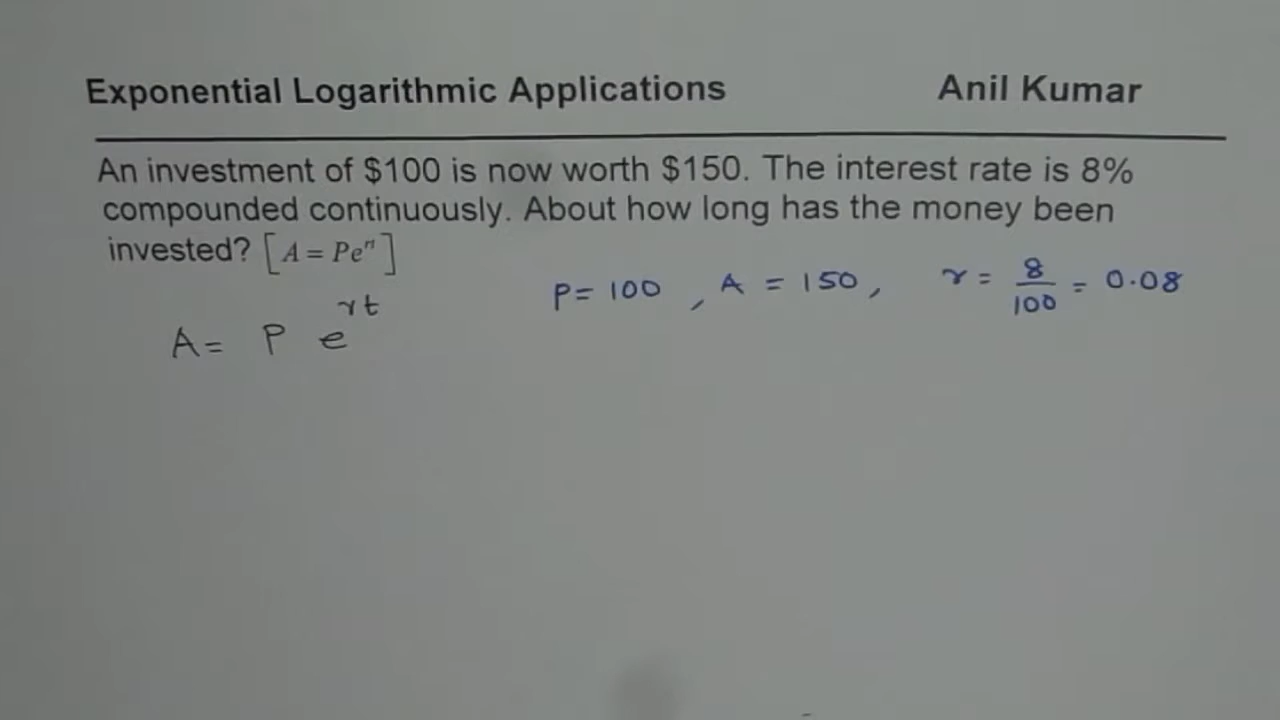 Exponential Logarithmic Applications Anil Kumar
An investment of $100 is now worth $150. The interest rate is 8%
compounded continuously. About how long has the money been
invested? [A = Pe^rt]
P = 100 , A = 150, r = 8/100 = 0.08
A = P e^rt